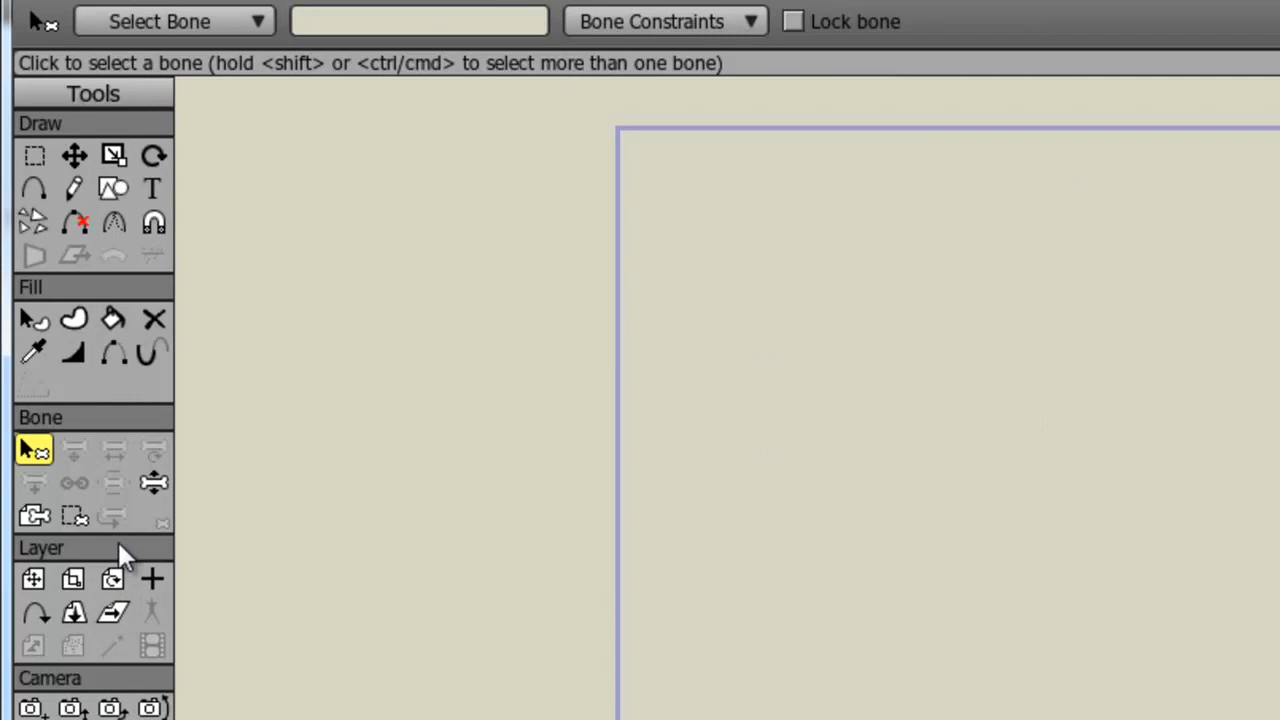 Select Bone
Bone Constraints
Lock bone
Click to select a bone (hold <shift> or <ctrl/cmd> to select more than one bone)
Tools
Draw
T
Fill
Bone
Layer
Camera